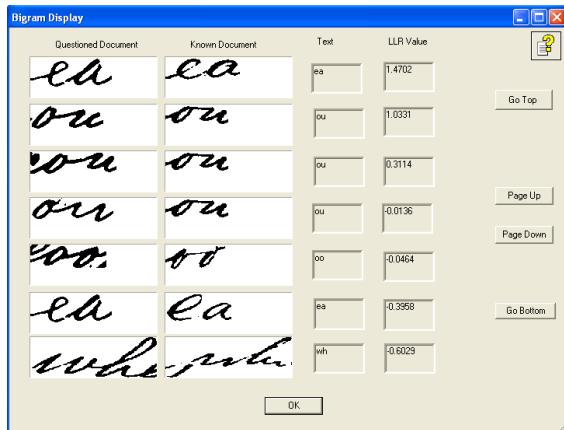 Bigram Display
Questioned Document Known Document Text LLR Value
ea ea ea 1.4702
Go Top
ou ou ou 1.0331
ou ou ou 0.3114
Page Up
ou ou ou -0.0136
Page Down
oo oo oo -0.0464
ea ea ea -0.3958
Go Bottom
whe whe wh -0.6029
OK